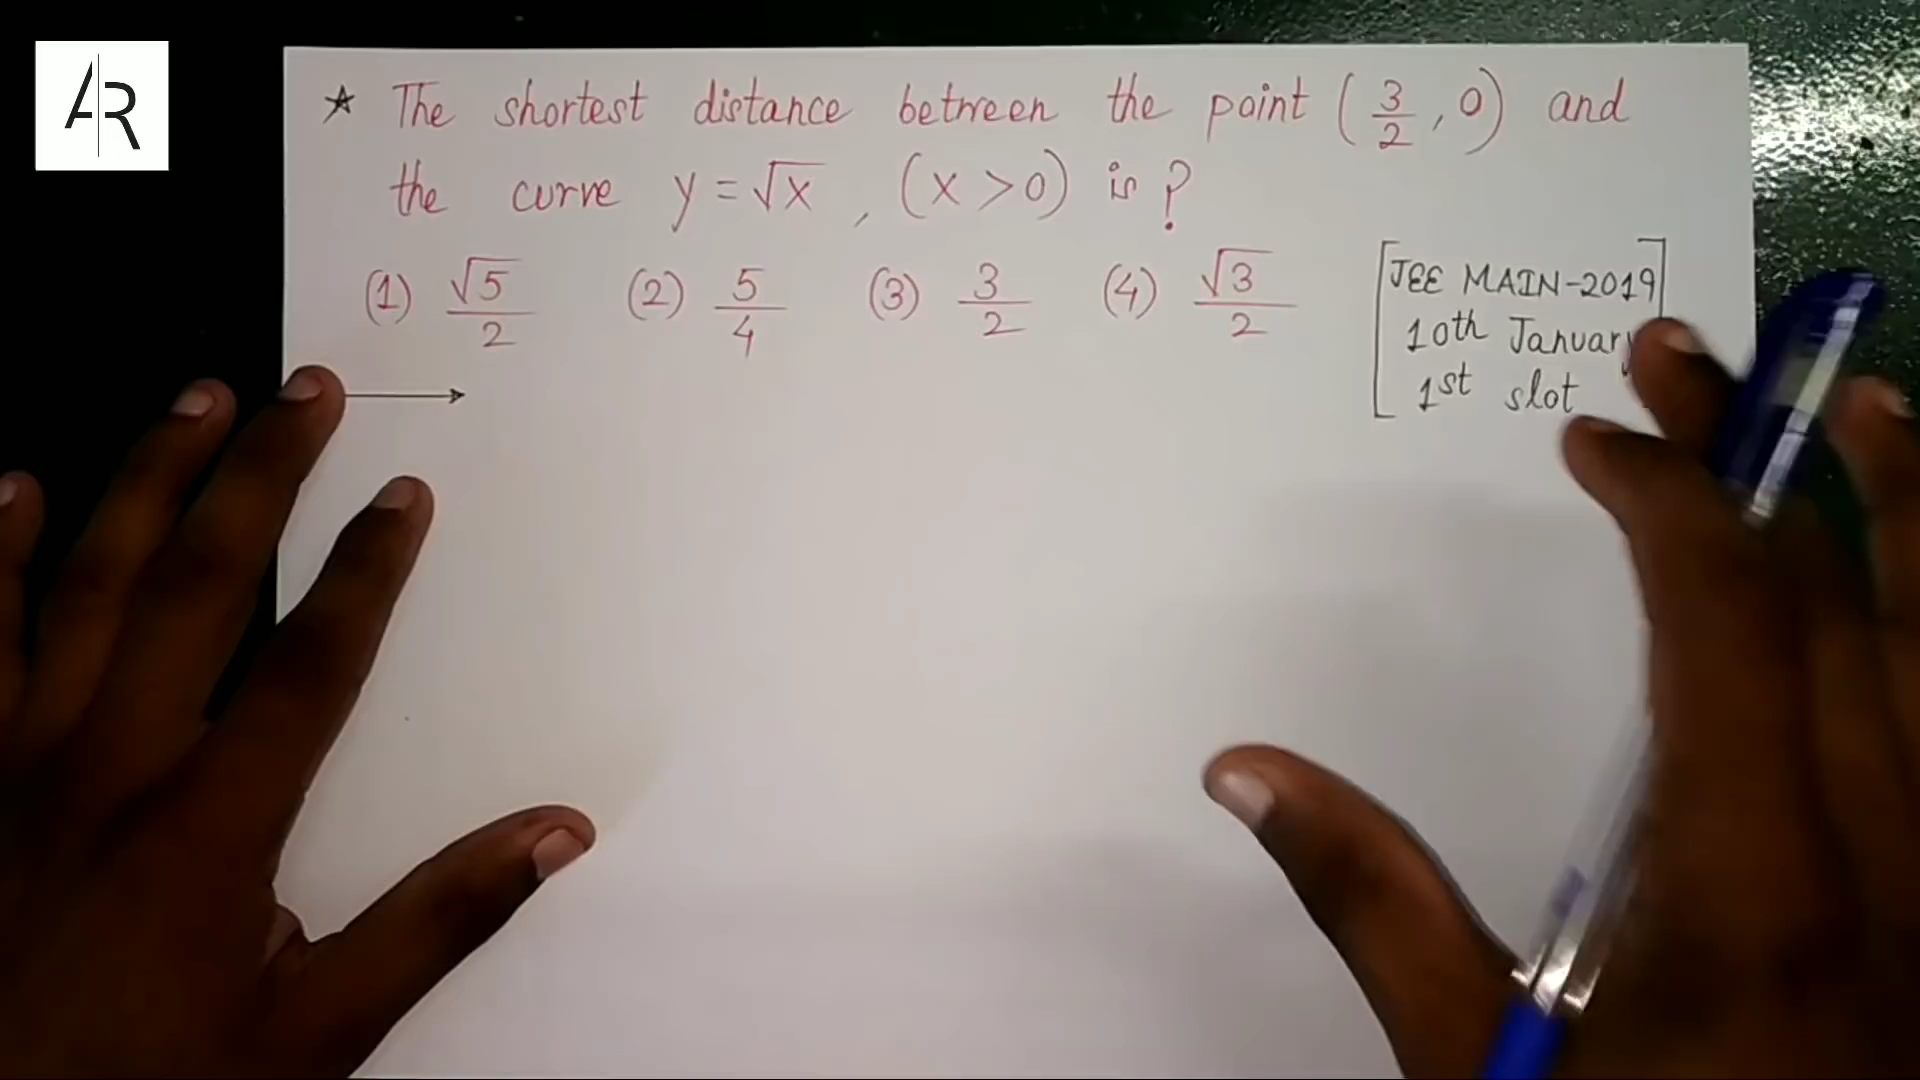 AR
☆ The shortest distance between the point (3/2, 0) and
the curve y = √x , (x > 0) is ?
(1) √5/2 (2) 5/4 (3) 3/2 (4) √3/2
[JEE MAIN-2019
10th January
1st slot]